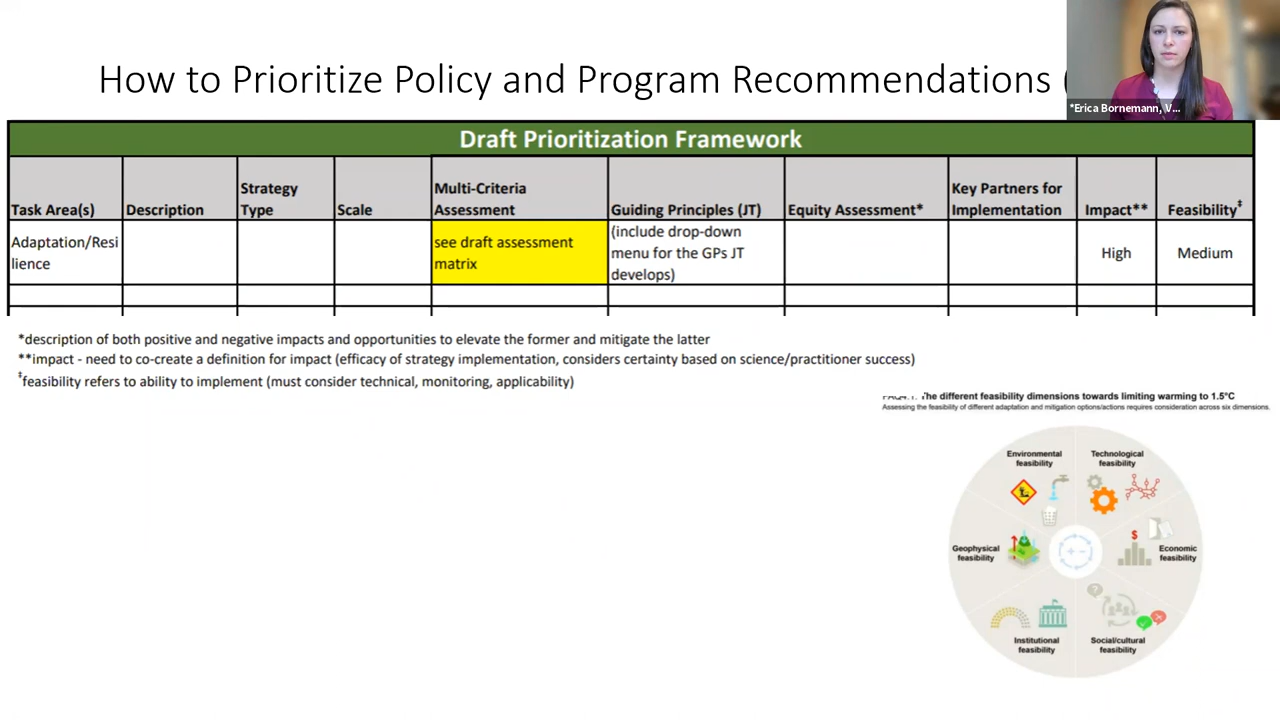 How to Prioritize Policy and Program Recommendations (
*Erica Bornemann, V...
Draft Prioritization Framework
Task Area(s)
Description
Strategy
Type
Scale
Multi-Criteria
Assessment
Guiding Principles (JT)
Equity Assessment*
Key Partners for
Implementation
Impact**
Feasibility‡
Adaptation/Resi
lience
see draft assessment
matrix
(include drop-down
menu for the GPs JT
develops)
High
Medium
*description of both positive and negative impacts and opportunities to elevate the former and mitigate the latter
**impact - need to co-create a definition for impact (efficacy of strategy implementation, considers certainty based on science/practitioner success)
‡feasibility refers to ability to implement (must consider technical, monitoring, applicability)
The different feasibility dimensions towards limiting warming to 1.5°C
Assessing the feasibility of different adaptation and mitigation options/actions requires consideration across six dimensions.
Environmental
feasibility
Technological
feasibility
Geophysical
feasibility
Economic
feasibility
Institutional
feasibility
Social/cultural
feasibility